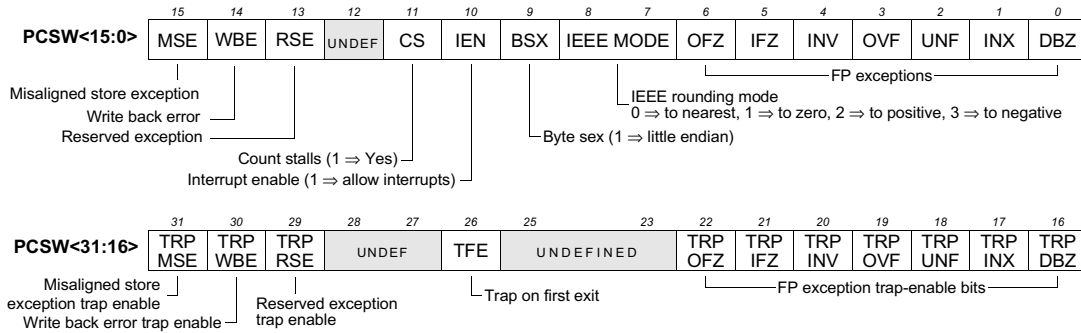 15 14 13 12 11 10 9 8 7 6 5 4 3 2 1 0
PCSW<15:0> MSE WBE RSE UNDEF CS IEN BSX IEEE MODE OFZ IFZ INV OVF UNF INX DBZ
Misaligned store exception
FP exceptions
Write back error
IEEE rounding mode
Reserved exception
0 ⇒ to nearest, 1 ⇒ to zero, 2 ⇒ to positive, 3 ⇒ to negative
Byte sex (1 ⇒ little endian)
Count stalls (1 ⇒ Yes)
Interrupt enable (1 ⇒ allow interrupts)
31 30 29 28 27 26 25 23 22 21 20 19 18 17 16
PCSW<31:16>
TRP TRP TRP UNDEF TFE UNDEFINED TRP TRP TRP TRP TRP TRP TRP
MSE WBE RSE OFZ IFZ INV OVF UNF INX DBZ
Misaligned store
exception trap enable
Write back error trap enable
Reserved exception
trap enable
Trap on first exit
FP exception trap-enable bits